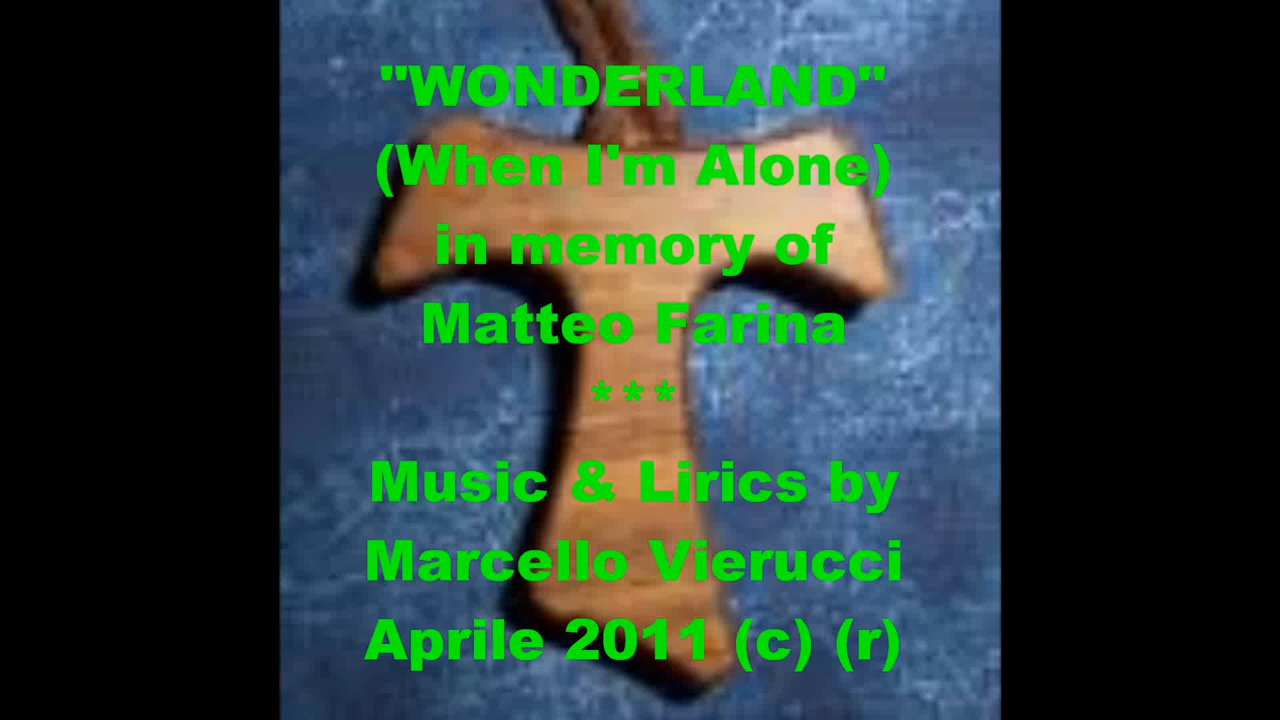 "WONDERLAND"
(When I'm Alone)
in memory of
Matteo Farina
***
Music & Lirics by
Marcello Vierucci
Aprile 2011 (c) (r)